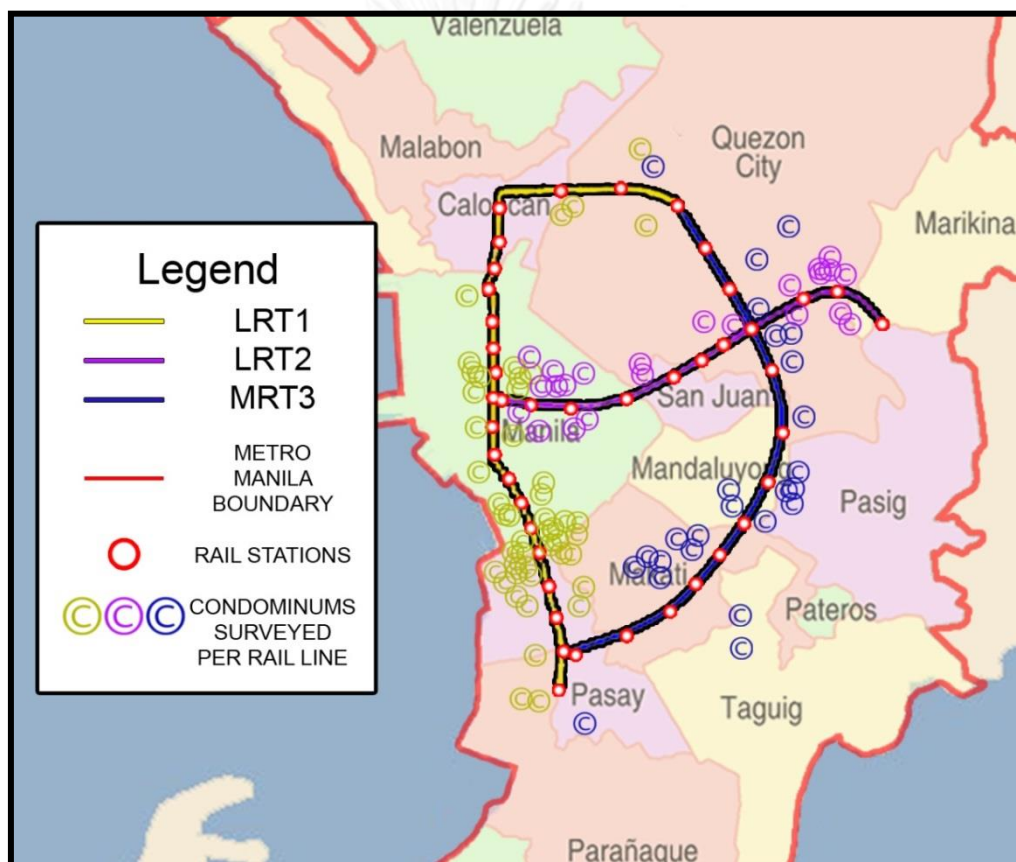 Valenzuela
Malabon
Quezon
City
Caloocan
Marikina
Legend
LRT1
LRT2
MRT3
METRO
MANILA
BOUNDARY
RAIL STATIONS
© © © CONDOMINUMS
SURVEYED
PER RAIL LINE
San Juan
Manila
Mandaluyong
Pasig
Makati
Pateros
Pasay
Taguig
Parañaque